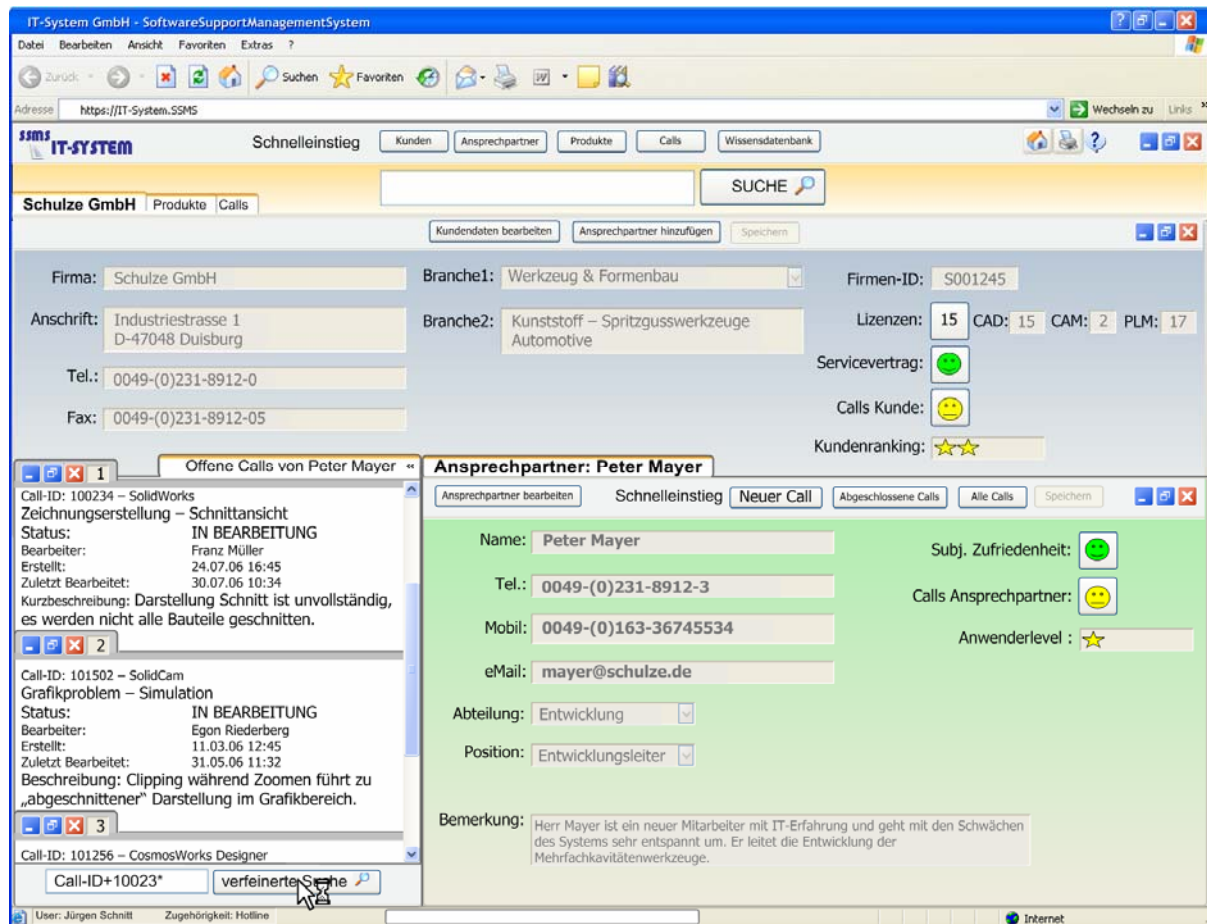 IT-System GmbH - SoftwareSupportManagementSystem
Datei Bearbeiten Ansicht Favoriten Extras ?
Zurück Suchen Favoriten
Adresse https://IT-System.SSMS Wechseln zu Links »
SSMS
IT-SYSTEM
Schnelleinstieg Kunden Ansprechpartner Produkte Calls Wissensdatenbank
SUCHE
Schulze GmbH Produkte Calls
Kundendaten bearbeiten Ansprechpartner hinzufügen Speichern
Firma: Schulze GmbH
Anschrift: Industriestrasse 1
D-47048 Duisburg
Tel.: 0049-(0)231-8912-0
Fax: 0049-(0)231-8912-05
Branche1: Werkzeug & Formenbau
Branche2: Kunststoff – Spritzgusswerkzeuge
Automotive
Firmen-ID: S001245
Lizenzen: 15 CAD: 15 CAM: 2 PLM: 17
Servicevertrag:
Calls Kunde:
Kundenranking:
1 Offene Calls von Peter Mayer «
Call-ID: 100234 – SolidWorks
Zeichnungserstellung – Schnittansicht
Status: IN BEARBEITUNG
Bearbeiter: Franz Müller
Erstellt: 24.07.06 16:45
Zuletzt Bearbeitet: 30.07.06 10:34
Kurzbeschreibung: Darstellung Schnitt ist unvollständig,
es werden nicht alle Bauteile geschnitten.
2
Call-ID: 101502 – SolidCam
Grafikproblem – Simulation
Status: IN BEARBEITUNG
Bearbeiter: Egon Riederberg
Erstellt: 11.03.06 12:45
Zuletzt Bearbeitet: 31.05.06 11:32
Beschreibung: Clipping während Zoomen führt zu
„abgeschnittener“ Darstellung im Grafikbereich.
3
Call-ID: 101256 – CosmosWorks Designer
Call-ID+10023* verfeinerte Suche
Ansprechpartner: Peter Mayer
Ansprechpartner bearbeiten Schnelleinstieg Neuer Call Abgeschlossene Calls Alle Calls Speichern
Name: Peter Mayer
Tel.: 0049-(0)231-8912-3
Mobil: 0049-(0)163-36745534
eMail: mayer@schulze.de
Abteilung: Entwicklung
Position: Entwicklungsleiter
Subj. Zufriedenheit:
Calls Ansprechpartner:
Anwenderlevel :
Bemerkung: Herr Mayer ist ein neuer Mitarbeiter mit IT-Erfahrung und geht mit den Schwächen
des Systems sehr entspannt um. Er leitet die Entwicklung der
Mehrfachkavitätenwerkzeuge.
User: Jürgen Schnitt Zugehörigkeit: Hotline Internet